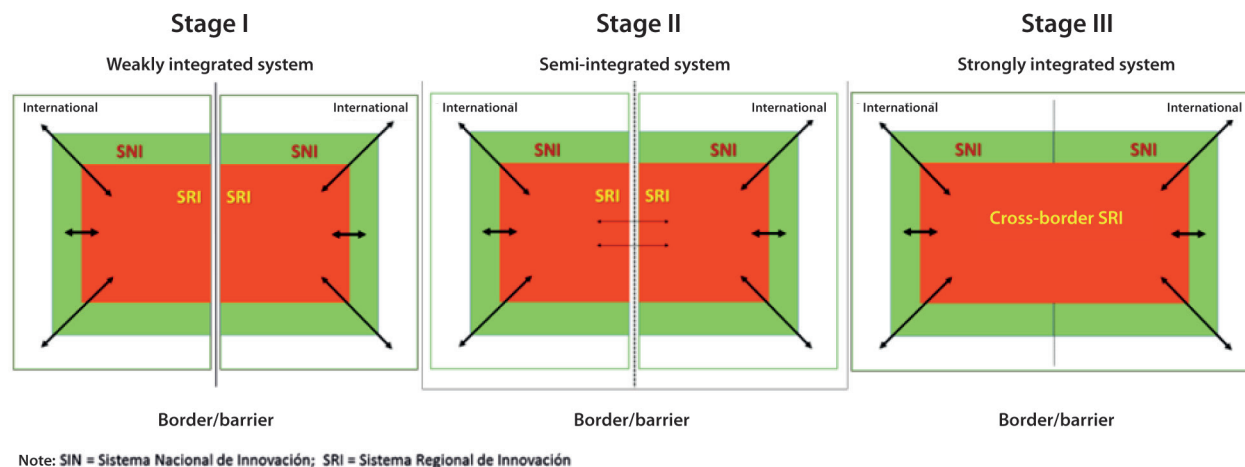 Stage I
Stage II
Stage III
Weakly integrated system
Semi-integrated system
Strongly integrated system
International
International
International
International
International
International
SNI
SNI
SNI
SNI
SNI
SNI
SRI
SRI
SRI
SRI
Cross-border SRI
Border/barrier
Border/barrier
Border/barrier
Note: SIN = Sistema Nacional de Innovación; SRI = Sistema Regional de Innovación